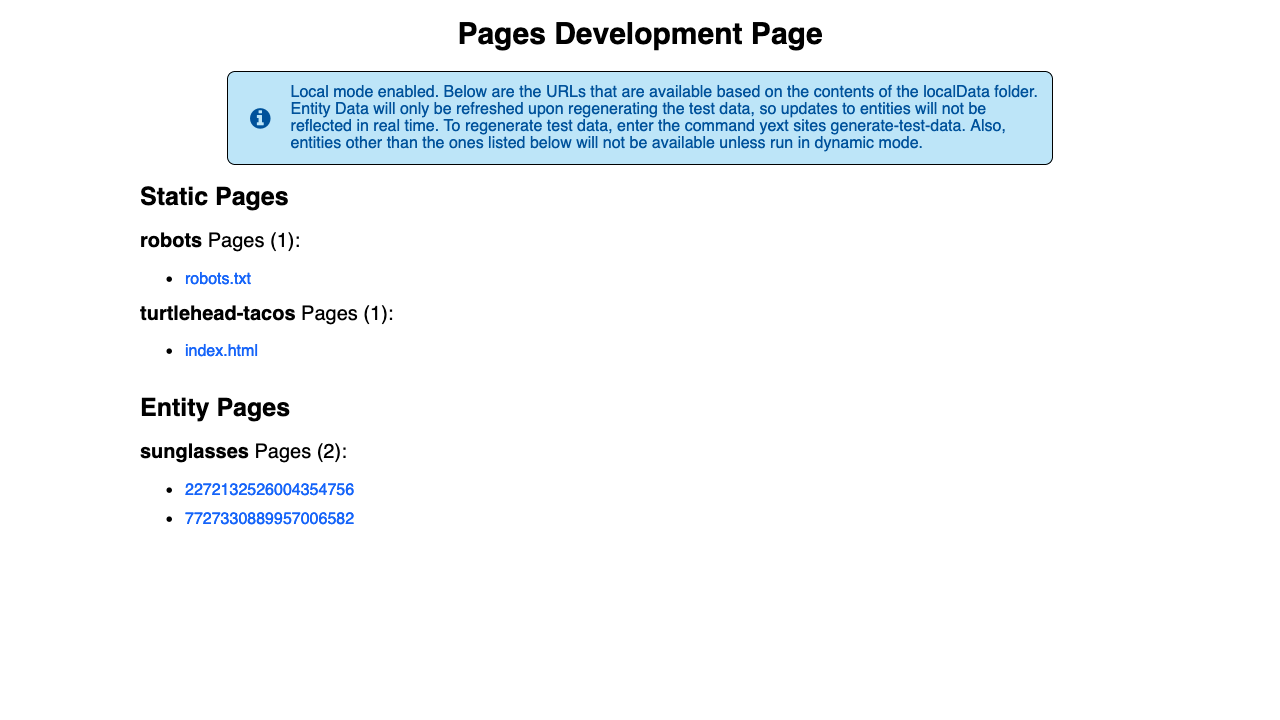 Pages Development Page
Local mode enabled. Below are the URLs that are available based on the contents of the localData folder.
Entity Data will only be refreshed upon regenerating the test data, so updates to entities will not be
reflected in real time. To regenerate test data, enter the command yext sites generate-test-data. Also,
entities other than the ones listed below will not be available unless run in dynamic mode.
Static Pages
robots Pages (1):
• robots.txt
turtlehead-tacos Pages (1):
• index.html
Entity Pages
sunglasses Pages (2):
• 2272132526004354756
• 7727330889957006582